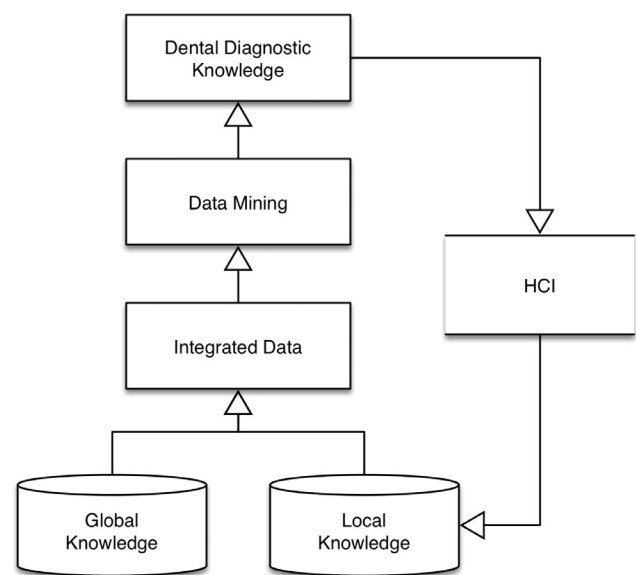 Dental Diagnostic
Knowledge
Data Mining
HCI
Integrated Data
Global
Knowledge
Local
Knowledge